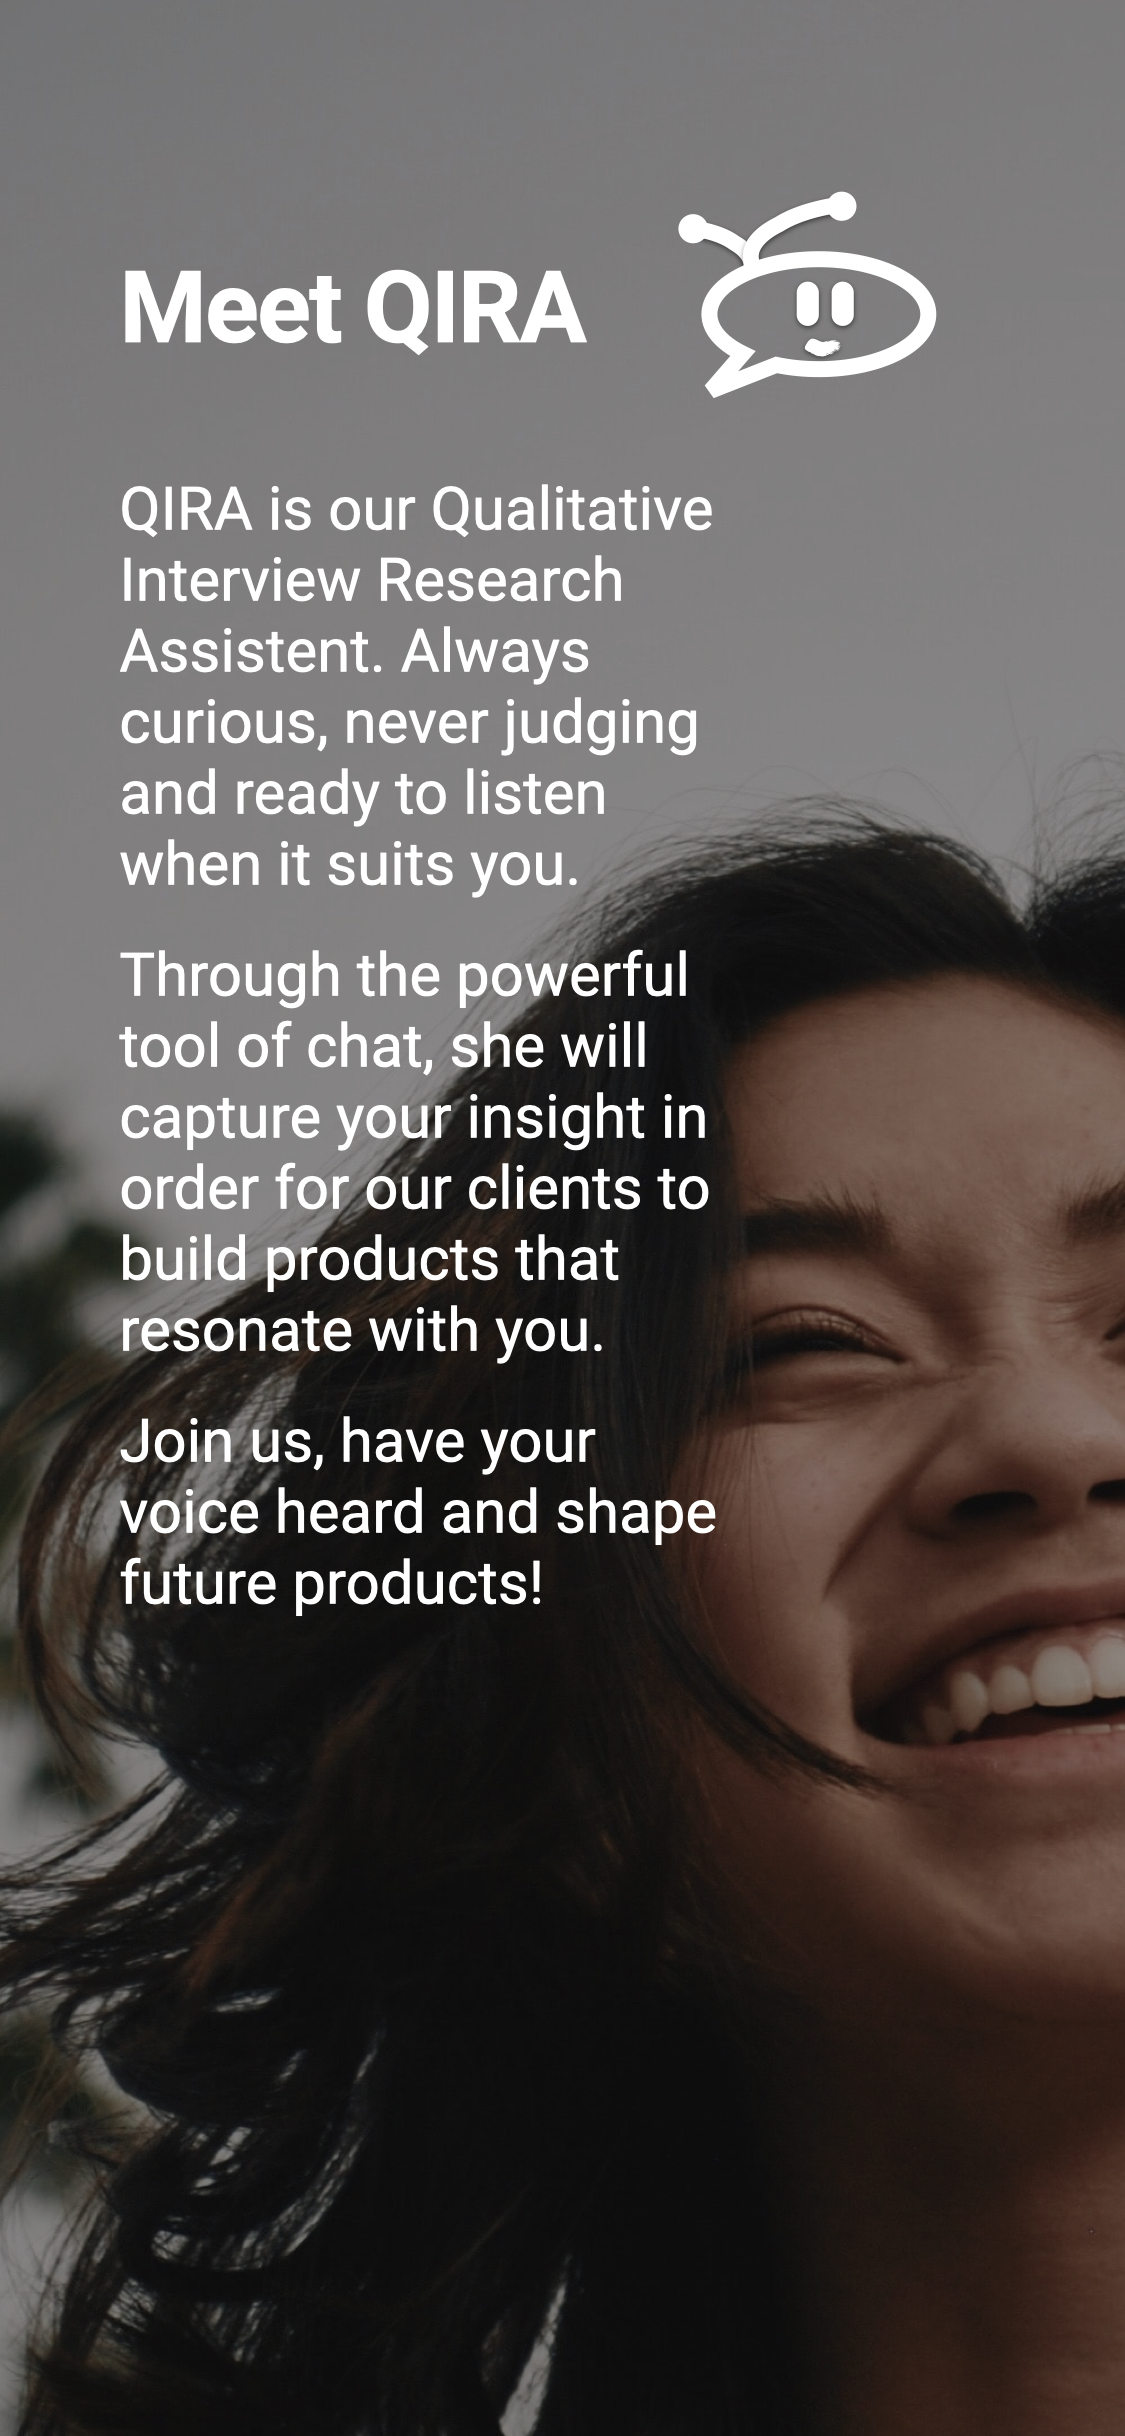 Meet QIRA
QIRA is our Qualitative
Interview Research
Assistent. Always
curious, never judging
and ready to listen
when it suits you.
Through the powerful
tool of chat, she will
capture your insight in
order for our clients to
build products that
resonate with you.
Join us, have your
voice heard and shape
future products!